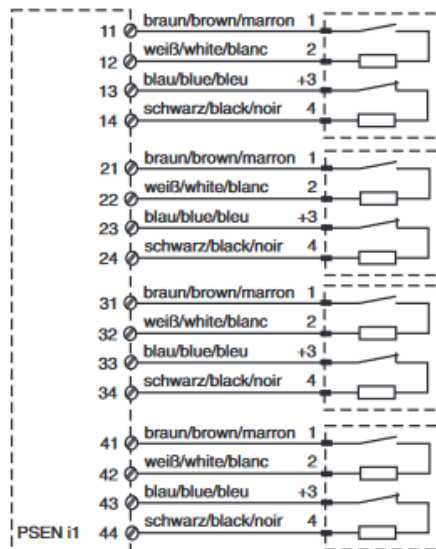 11 braun/brown/marron 1
12 weiß/white/blanc 2
13 blau/blue/bleu +3
14 schwarz/black/noir 4
21 braun/brown/marron 1
22 weiß/white/blanc 2
23 blau/blue/bleu +3
24 schwarz/black/noir 4
31 braun/brown/marron 1
32 weiß/white/blanc 2
33 blau/blue/bleu +3
34 schwarz/black/noir 4
41 braun/brown/marron 1
42 weiß/white/blanc 2
43 blau/blue/bleu +3
PSEN i1 44 schwarz/black/noir 4